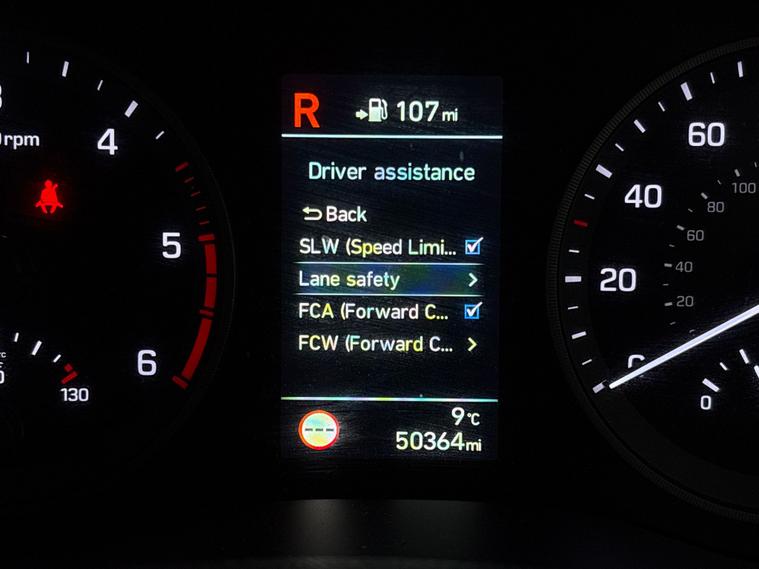 R 107 mi
Driver assistance
Back
SLW (Speed Limi...
Lane safety
FCA (Forward C...
FCW (Forward C...
9°C
50364mi
rpm
4
5
6
130
60
40
20
0
100
80
60
40
20
0